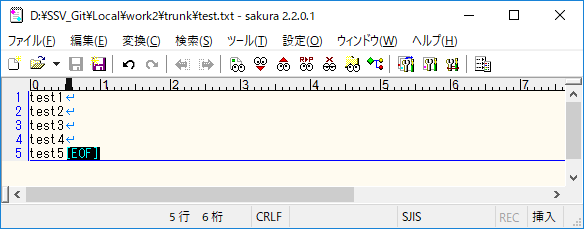 D:¥SSV_Git¥Local¥work2¥trunk¥test.txt - sakura 2.2.0.1
ファイル(F) 編集(E) 変換(C) 検索(S) ツール(T) 設定(O) ウィンドウ(W) ヘルプ(H)
0 1 2 3 4 5 6 7
1 test1↵
2 test2↵
3 test3↵
4 test4↵
5 test5[EOF]
5 行 6 桁 CRLF SJIS REC 挿入